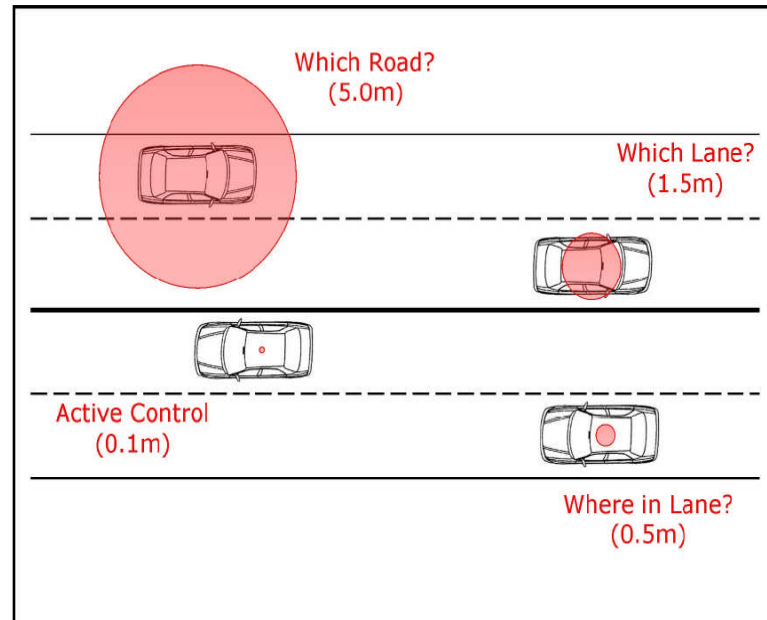 Which Road?
(5.0m)
Which Lane?
(1.5m)
Active Control
(0.1m)
Where in Lane?
(0.5m)